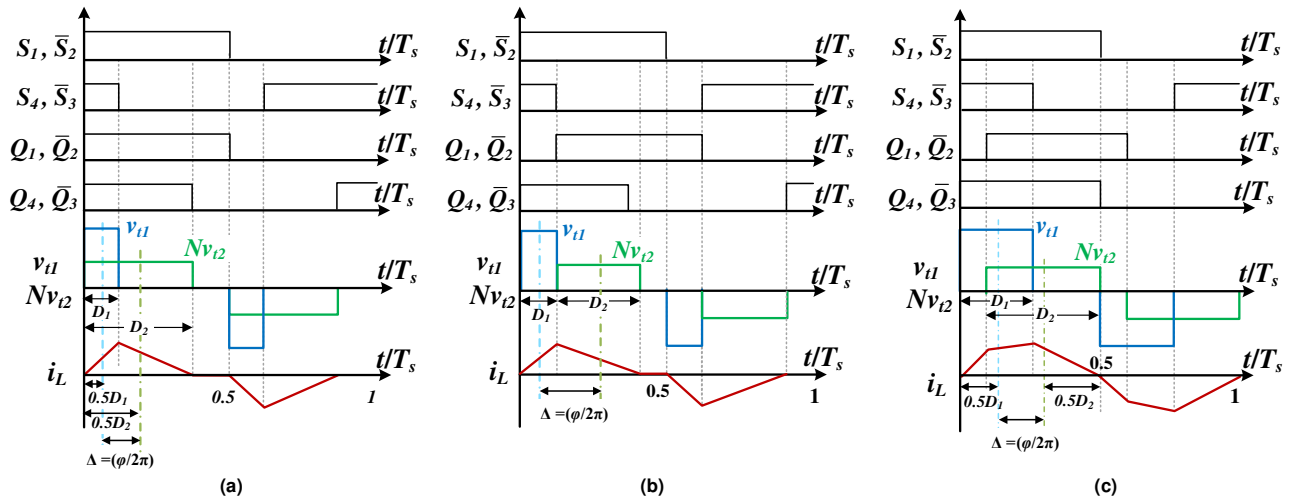 S₁, S̅₂
t/Tₛ
S₄, S̅₃
t/Tₛ
Q₁, Q̅₂
t/Tₛ
Q₄, Q̅₃
t/Tₛ
vₜ₁
Nvₜ₂
vₜ₁
t/Tₛ
Nvₜ₂
D₁
D₂
t/Tₛ
i_L
0.5
1
0.5D₁
0.5D₂
Δ =(φ/2π)
(a)
S₁, S̅₂
t/Tₛ
S₄, S̅₃
t/Tₛ
Q₁, Q̅₂
t/Tₛ
Q₄, Q̅₃
t/Tₛ
vₜ₁
Nvₜ₂
vₜ₁
t/Tₛ
Nvₜ₂
D₁
D₂
t/Tₛ
i_L
0.5
1
Δ =(φ/2π)
(b)
S₁, S̅₂
t/Tₛ
S₄, S̅₃
t/Tₛ
Q₁, Q̅₂
t/Tₛ
Q₄, Q̅₃
t/Tₛ
vₜ₁
Nvₜ₂
vₜ₁
t/Tₛ
Nvₜ₂
D₁
D₂
0.5
t/Tₛ
i_L
0.5D₁
0.5D₂
1
Δ =(φ/2π)
(c)